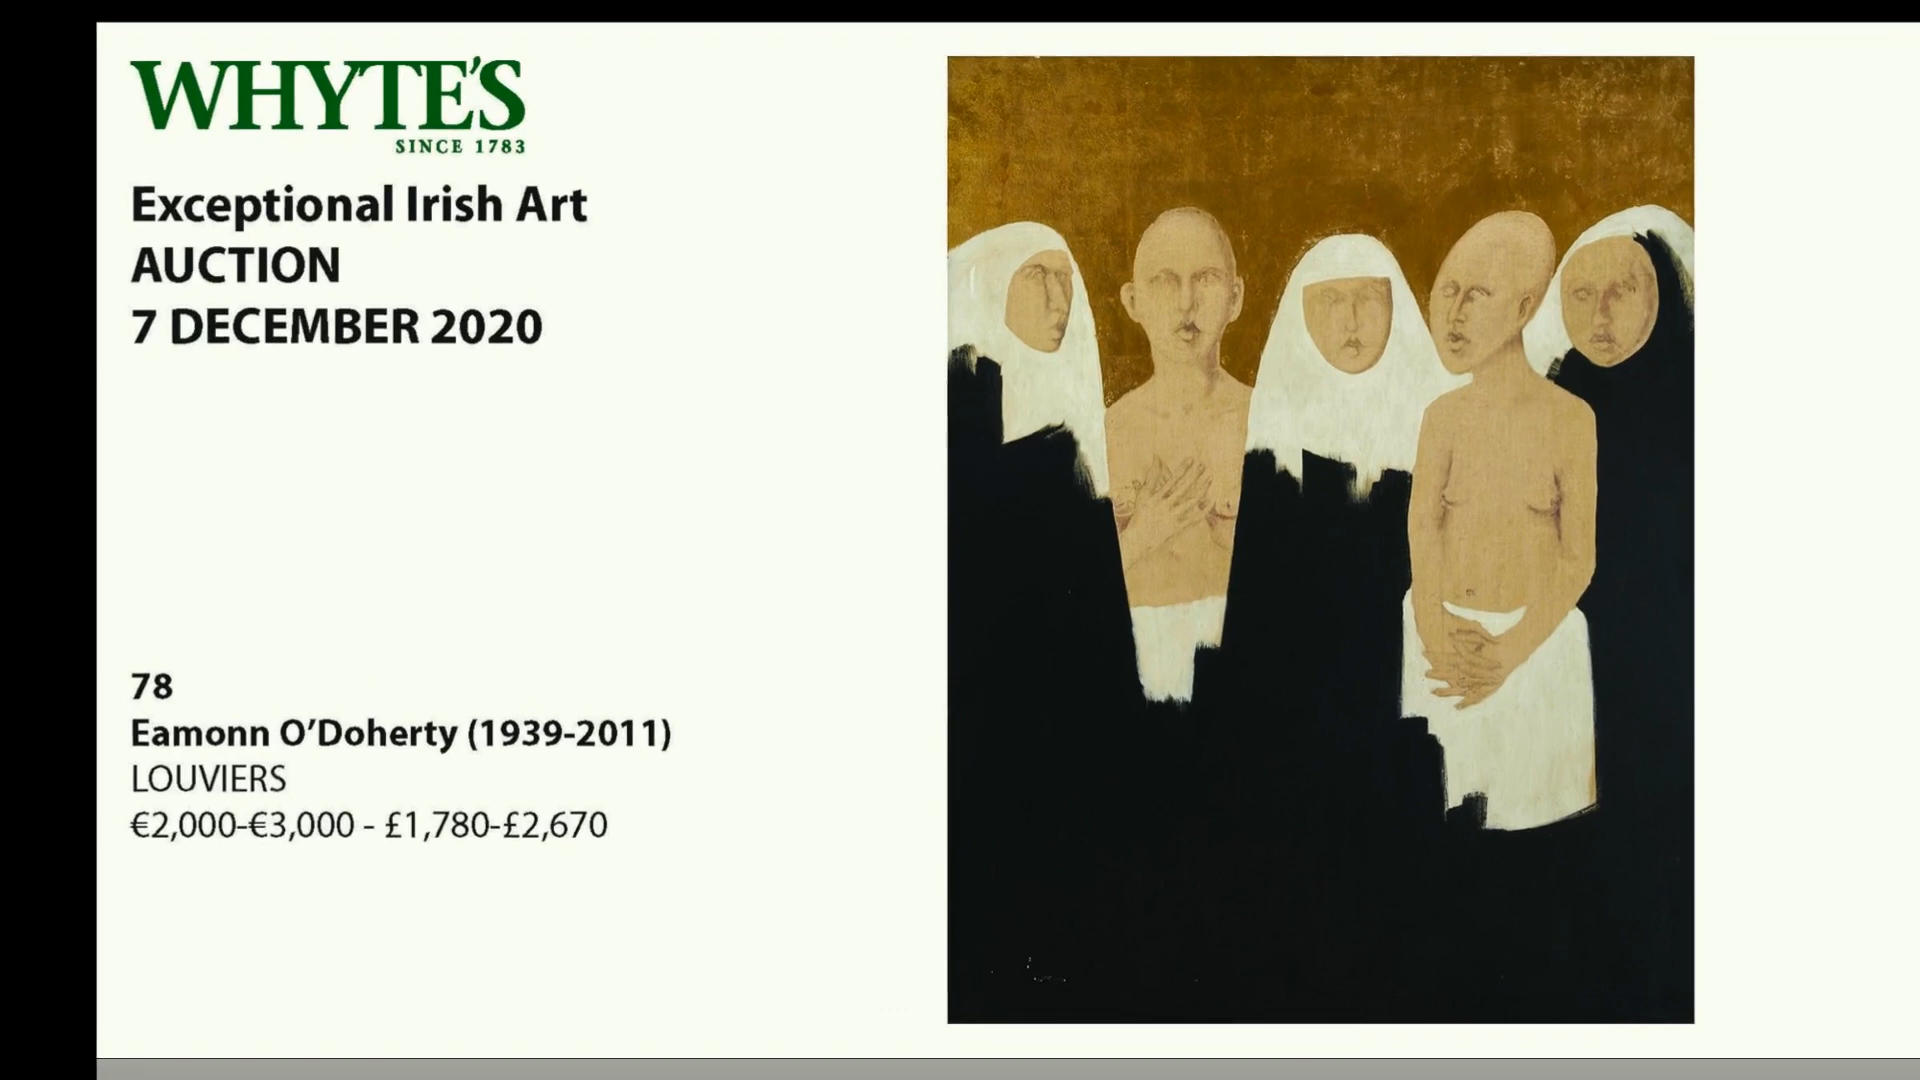 WHYTE'S
SINCE 1783
Exceptional Irish Art
AUCTION
7 DECEMBER 2020
78
Eamonn O'Doherty (1939-2011)
LOUVIERS
€2,000-€3,000 - £1,780-£2,670